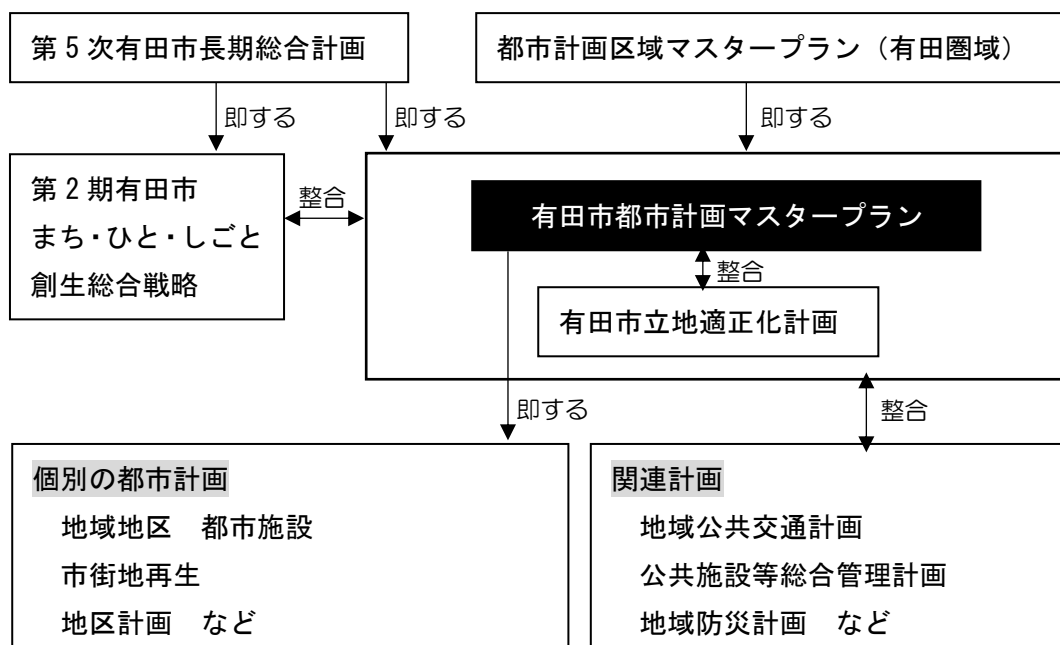 第５次有田市長期総合計画
都市計画区域マスタープラン（有田圏域）
即する
即する
即する
第２期有田市
まち・ひと・しごと
創生総合戦略
整合
有田市都市計画マスタープラン
整合
有田市立地適正化計画
即する
整合
個別の都市計画
地域地区　都市施設
市街地再生
地区計画　など
関連計画
地域公共交通計画
公共施設等総合管理計画
地域防災計画　など